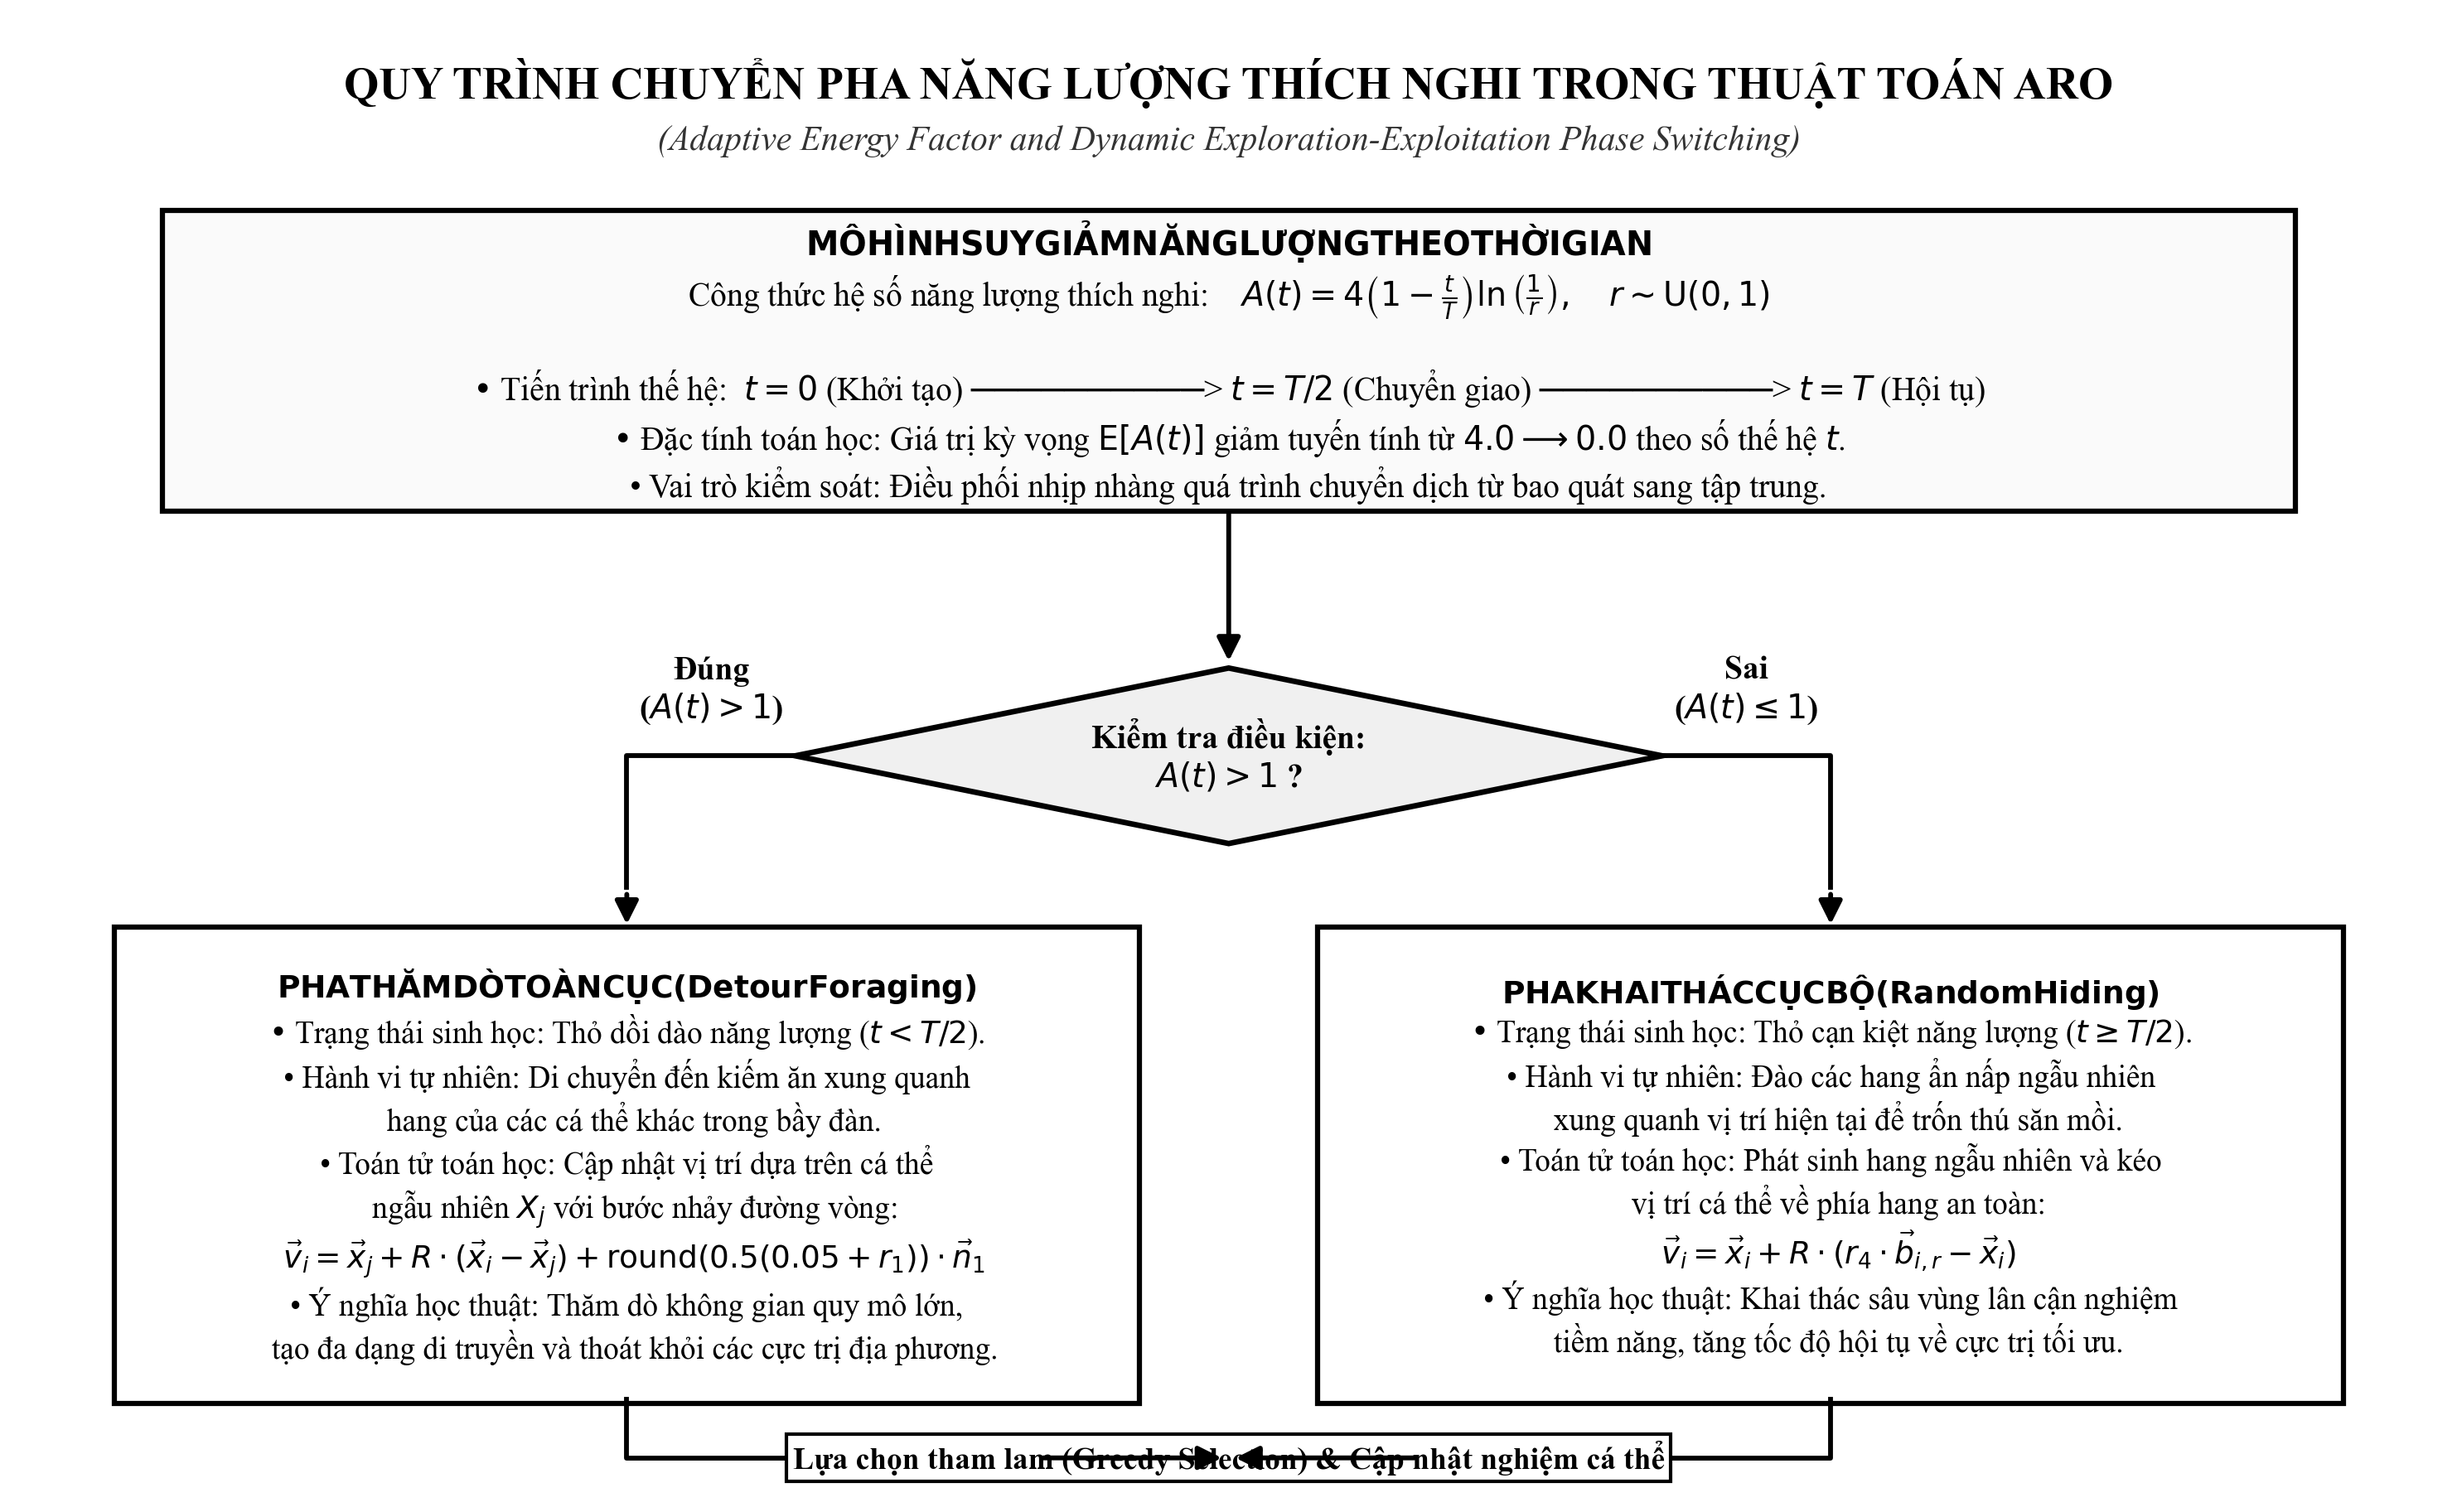 QUY TRÌNH CHUYỂN PHA NĂNG LƯỢNG THÍCH NGHI TRONG THUẬT TOÁN ARO
(Adaptive Energy Factor and Dynamic Exploration-Exploitation Phase Switching)
MÔHÌNHSUYGIẢMNĂNGLƯỢNGTHEOTHỜIGIAN
Công thức hệ số năng lượng thích nghi: A(t) = 4(1 − t/T) ln(1/r), r ~ U(0, 1)
• Tiến trình thế hệ: t = 0 (Khởi tạo) ———————> t = T/2 (Chuyển giao) ———————> t = T (Hội tụ)
• Đặc tính toán học: Giá trị kỳ vọng E[A(t)] giảm tuyến tính từ 4.0 ⟶ 0.0 theo số thế hệ t.
• Vai trò kiểm soát: Điều phối nhịp nhàng quá trình chuyển dịch từ bao quát sang tập trung.
Đúng
(A(t) > 1)
Sai
(A(t) ≤ 1)
Kiểm tra điều kiện:
A(t) > 1 ?
PHATHĂMDÒTOÀNCỤC(DetourForaging)
• Trạng thái sinh học: Thỏ dồi dào năng lượng (t < T/2).
• Hành vi tự nhiên: Di chuyển đến kiếm ăn xung quanh
hang của các cá thể khác trong bầy đàn.
• Toán tử toán học: Cập nhật vị trí dựa trên cá thể
ngẫu nhiên X_j với bước nhảy đường vòng:
v⃗_i = x⃗_j + R · (x⃗_i − x⃗_j) + round(0.5(0.05 + r_1)) · n⃗_1
• Ý nghĩa học thuật: Thăm dò không gian quy mô lớn,
tạo đa dạng di truyền và thoát khỏi các cực trị địa phương.
PHAKHAITHÁCCỤCBỘ(RandomHiding)
• Trạng thái sinh học: Thỏ cạn kiệt năng lượng (t ≥ T/2).
• Hành vi tự nhiên: Đào các hang ẩn nấp ngẫu nhiên
xung quanh vị trí hiện tại để trốn thú săn mồi.
• Toán tử toán học: Phát sinh hang ngẫu nhiên và kéo
vị trí cá thể về phía hang an toàn:
v⃗_i = x⃗_i + R · (r_4 · b⃗_{i,r} − x⃗_i)
• Ý nghĩa học thuật: Khai thác sâu vùng lân cận nghiệm
tiềm năng, tăng tốc độ hội tụ về cực trị tối ưu.
Lựa chọn tham lam (Greedy Selection) & Cập nhật nghiệm cá thể